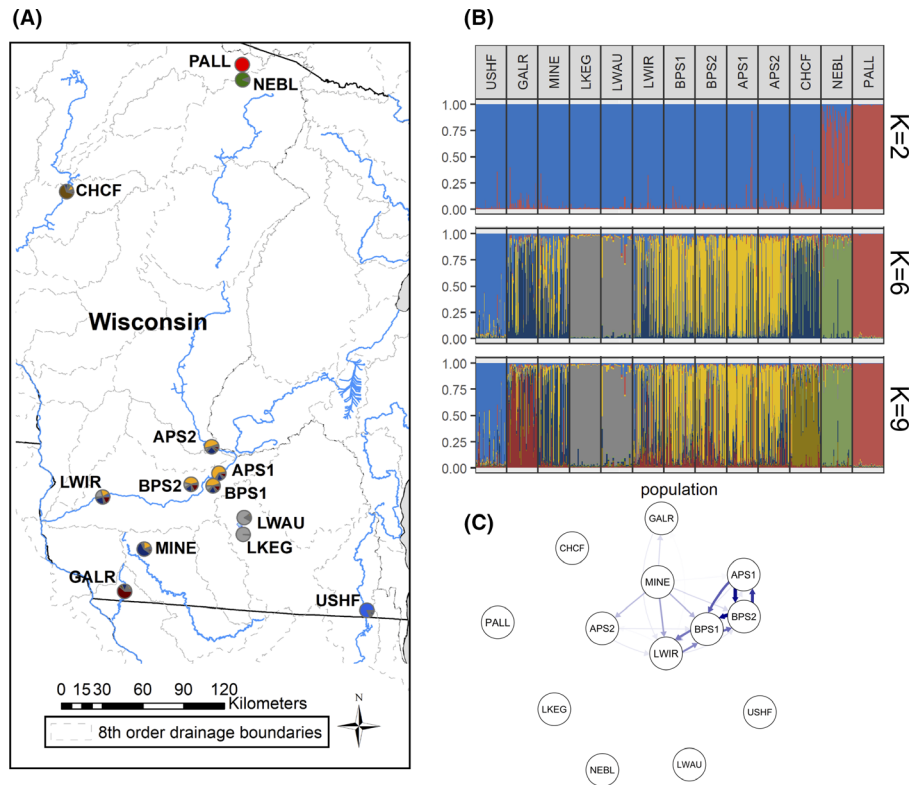 (A)
PALL
NEBL
CHCF
Wisconsin
APS2
APS1
BPS2
BPS1
LWIR
LWAU
LKEG
MINE
GALR
USHF
0 15 30 60 90 120
Kilometers
N
8th order drainage boundaries
(B)
USHF GALR MINE LKEG LWAU LWIR BPS1 BPS2 APS1 APS2 CHCF NEBL PALL
1.00
0.75
0.50
0.25
0.00
K=2
1.00
0.75
0.50
0.25
0.00
K=6
1.00
0.75
0.50
0.25
0.00
K=9
population
(C)
GALR
CHCF
MINE
APS1
PALL
APS2
BPS1
BPS2
LWIR
LKEG
USHF
NEBL
LWAU